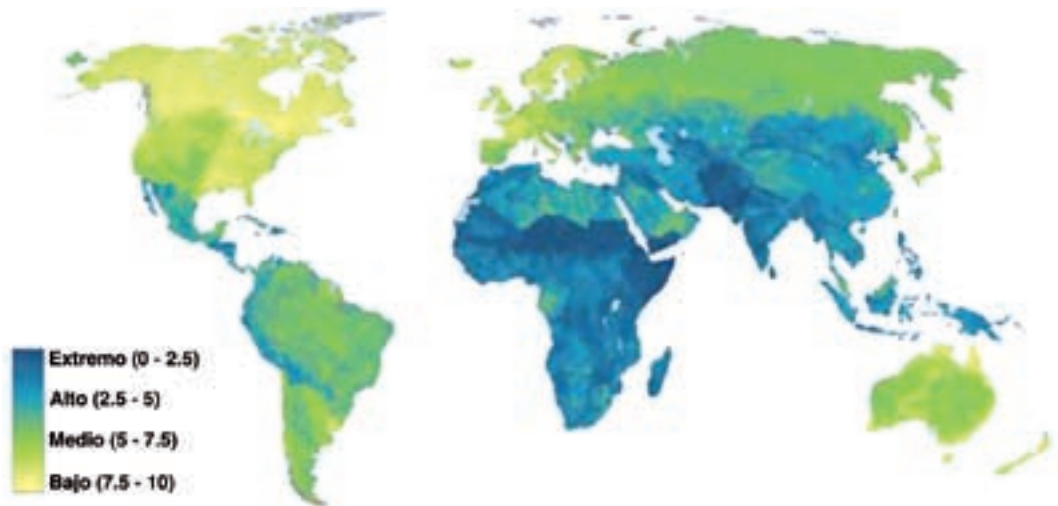 Extremo (0 - 2.5)
Alto (2.5 - 5)
Medio (5 - 7.5)
Bajo (7.5 - 10)